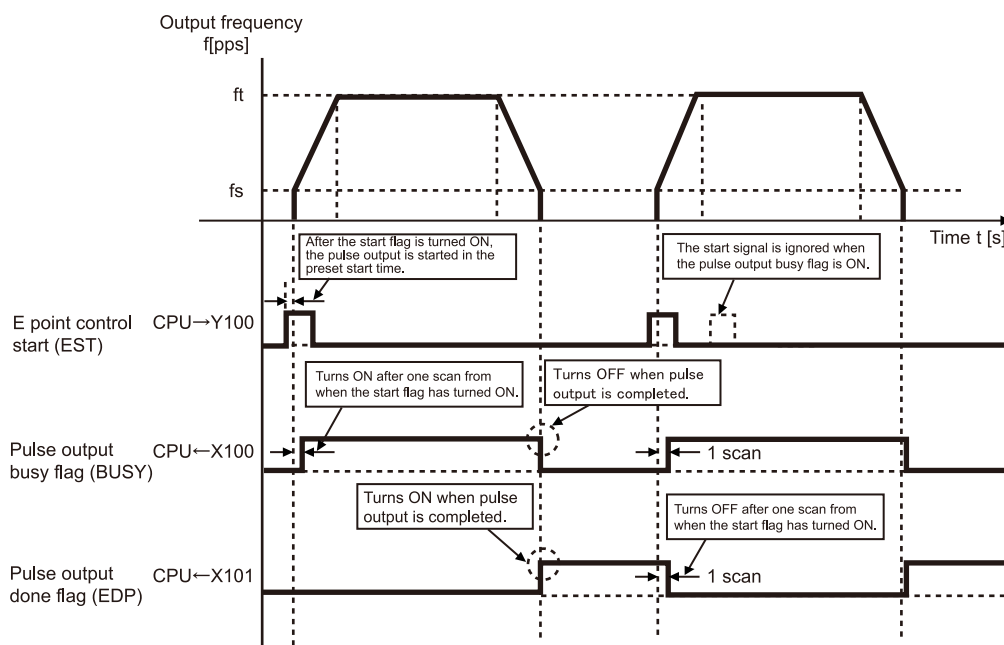 Output frequency
f[pps]
ft
fs
Time t [s]
After the start flag is turned ON,
the pulse output is started in the
preset start time.
The start signal is ignored when
the pulse output busy flag is ON.
E point control
start (EST)
CPU→Y100
Turns ON after one scan from
when the start flag has turned ON.
Turns OFF when pulse
output is completed.
Pulse output
busy flag (BUSY)
CPU←X100
1 scan
Turns ON when pulse
output is completed.
Turns OFF after one scan from
when the start flag has turned ON.
Pulse output
done flag (EDP)
CPU←X101
1 scan